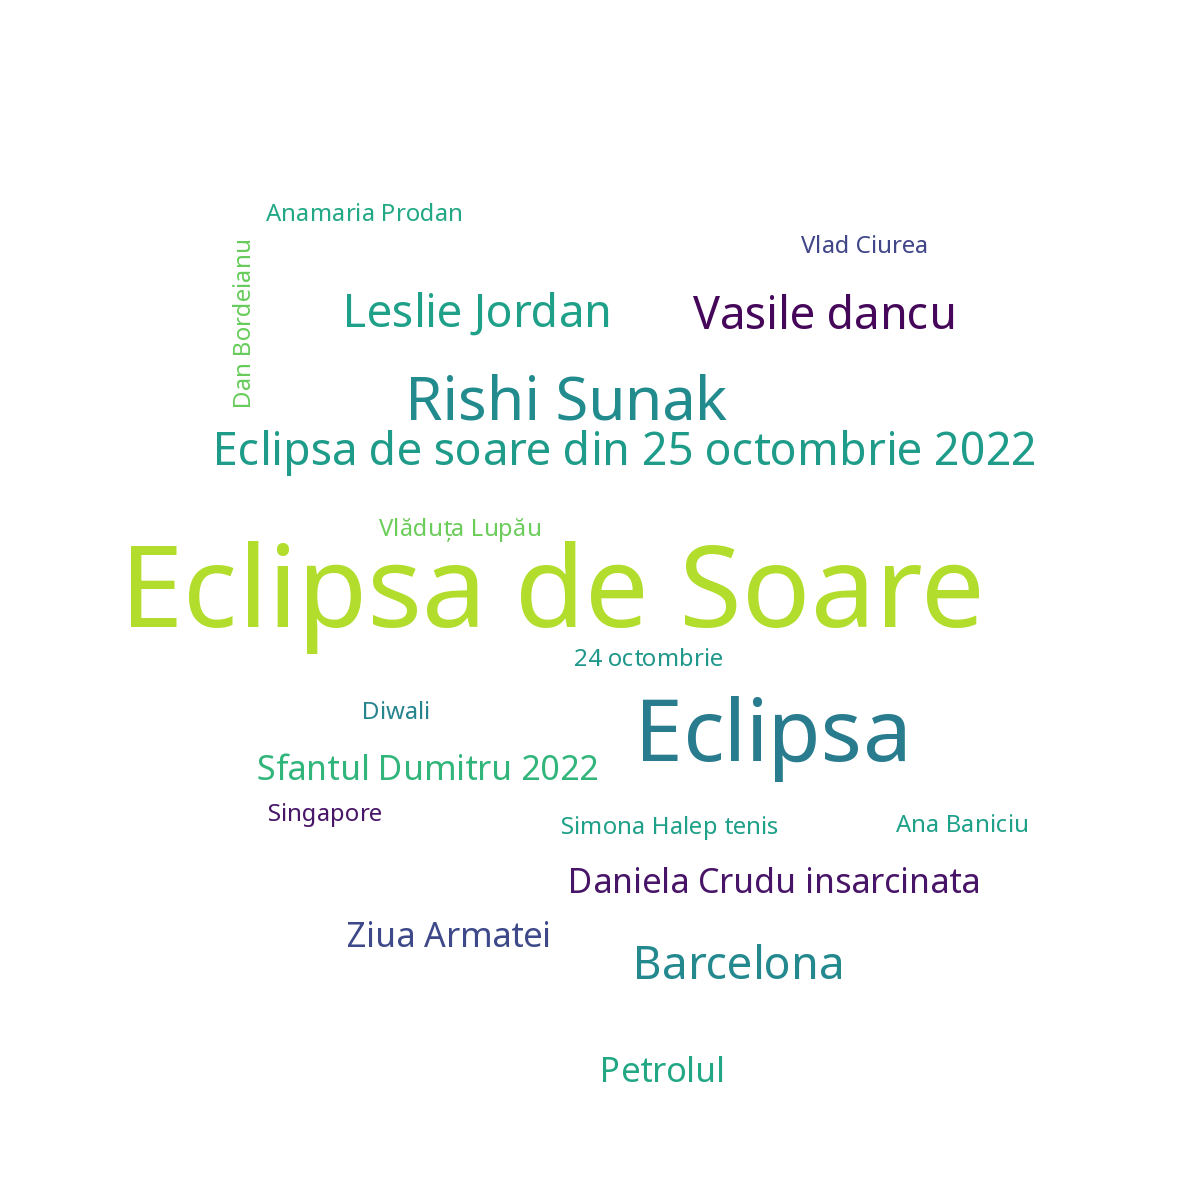 Anamaria Prodan
Vlad Ciurea
Dan Bordeianu
Leslie Jordan
Vasile dancu
Rishi Sunak
Eclipsa de soare din 25 octombrie 2022
Vlăduța Lupău
Eclipsa de Soare
24 octombrie
Diwali
Eclipsa
Sfantul Dumitru 2022
Singapore
Simona Halep tenis
Ana Baniciu
Daniela Crudu insarcinata
Ziua Armatei
Barcelona
Petrolul